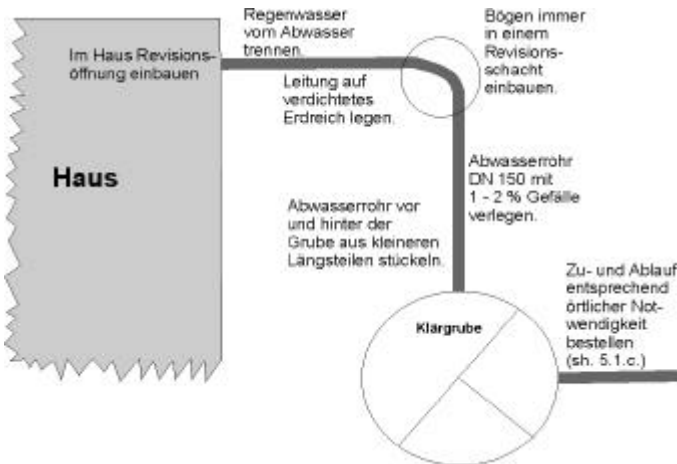 Regenwasser
vom Abwasser
trennen.
Bögen immer
in einem
Revisions-
schacht
einbauen.
Im Haus Revisions-
öffnung einbauen
Leitung auf
verdichtetes
Erdreich legen.
Haus
Abwasserrohr
DN 150 mit
1 - 2 % Gefälle
verlegen.
Abwasserrohr vor
und hinter der
Grube aus kleineren
Längsteilen stückeln.
Zu- und Ablauf
entsprechend
örtlicher Not-
wendigkeit
bestellen
(sh. 5.1.c.)
Klärgrube